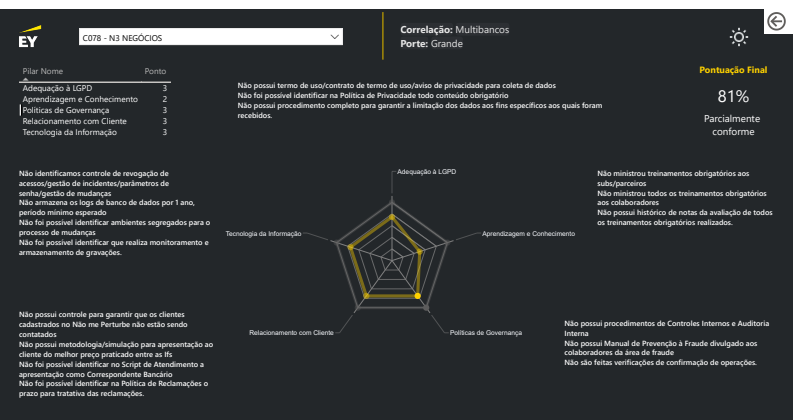 EY
C078 - N3 NEGÓCIOS
Correlação: Multibancos
Porte: Grande
Pilar Nome Ponto
Adequação à LGPD 3
Aprendizagem e Conhecimento 2
Políticas de Governança 3
Relacionamento com Cliente 3
Tecnologia da Informação 3
Não possui termo de uso/contrato de termo de uso/aviso de privacidade para coleta de dados
Não foi possível identificar na Política de Privacidade todo conteúdo obrigatório
Não possui procedimento completo para garantir a limitação dos dados aos fins específicos aos quais foram
recebidos.
Pontuação Final
81%
Parcialmente
conforme
Não identificamos controle de revogação de
acessos/gestão de incidentes/parâmetros de
senha/gestão de mudanças
Não armazena os logs de banco de dados por 1 ano,
período mínimo esperado
Não foi possível identificar ambientes segregados para o
processo de mudanças
Não foi possível identificar que realiza monitoramento e
armazenamento de gravações.
Adequação à LGPD
Tecnologia da Informação
Aprendizagem e Conhecimento
Relacionamento com Cliente
Políticas de Governança
Não ministrou treinamentos obrigatórios aos
subs/parceiros
Não ministrou todos os treinamentos obrigatórios
aos colaboradores
Não possui histórico de notas da avaliação de todos
os treinamentos obrigatórios realizados.
Não possui controle para garantir que os clientes
cadastrados no Não me Perturbe não estão sendo
contatados
Não possui metodologia/simulação para apresentação ao
cliente do melhor preço praticado entre as Ifs
Não foi possível identificar no Script de Atendimento a
apresentação como Correspondente Bancário
Não foi possível identificar na Política de Reclamações o
prazo para tratativa das reclamações.
Não possui procedimentos de Controles Internos e Auditoria
Interna
Não possui Manual de Prevenção à Fraude divulgado aos
colaboradores da área de fraude
Não são feitas verificações de confirmação de operações.